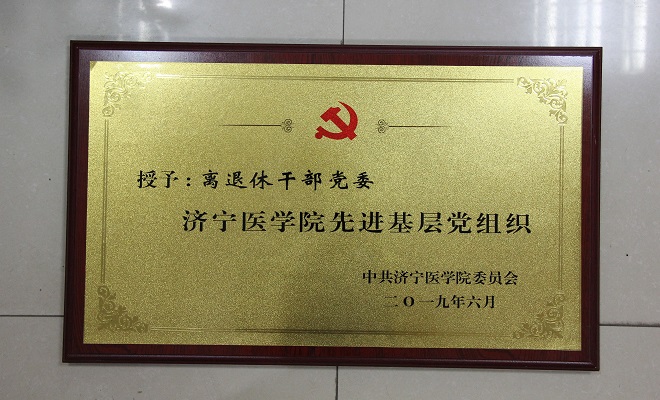 授予：离退休干部党委
济宁医学院先进基层党组织
中共济宁医学院委员会
二〇一九年六月